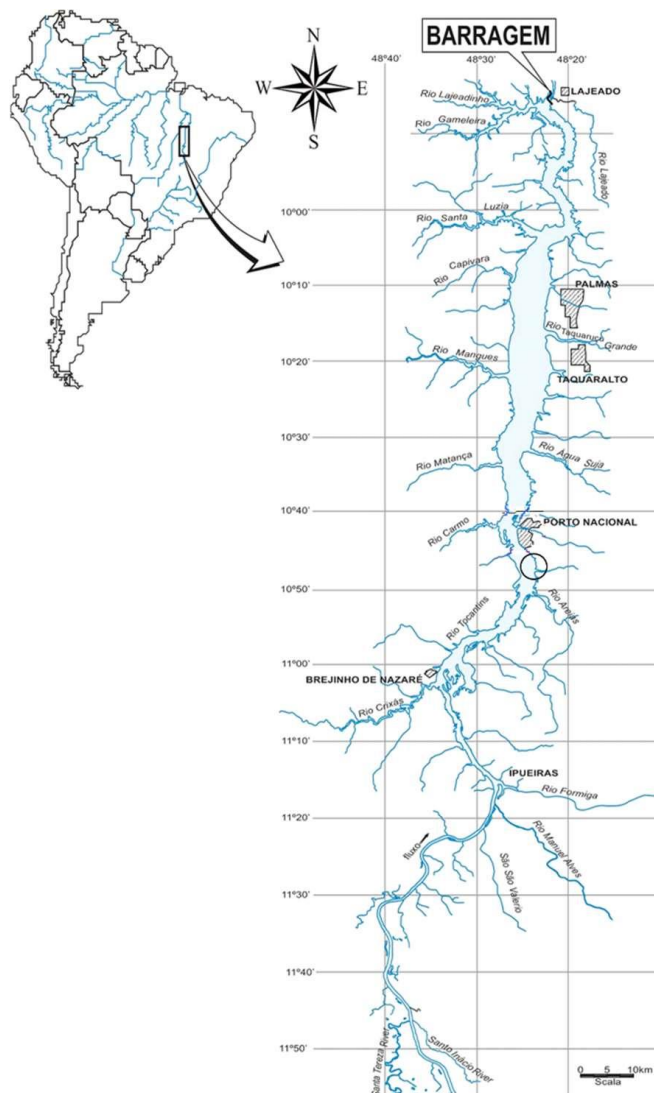 N
W E
S
BARRAGEM
48°40' 48°30' 48°20'
LAJEADO
Rio Lajeadinho
Rio Gameleira
Rio Lajeado
10°00'
Rio Santa Luzia
Rio Capivara
10°10'
PALMAS
Rio Taquaruçú Grande
Rio Mangues
10°20'
TAQUARALTO
10°30'
Rio Matança
Rio Água Suja
10°40'
Rio Carmo
PORTO NACIONAL
10°50'
Rio Areias
Rio Tocantins
11°00'
BREJINHO DE NAZARÉ
Rio Crixás
11°10'
IPUEIRAS
Rio Formiga
11°20'
fluxo
Rio Manuel Alves
São São Valerio
11°30'
11°40'
Santa Tereza River
Santo Inácio River
11°50'
0 5 10km
Scala